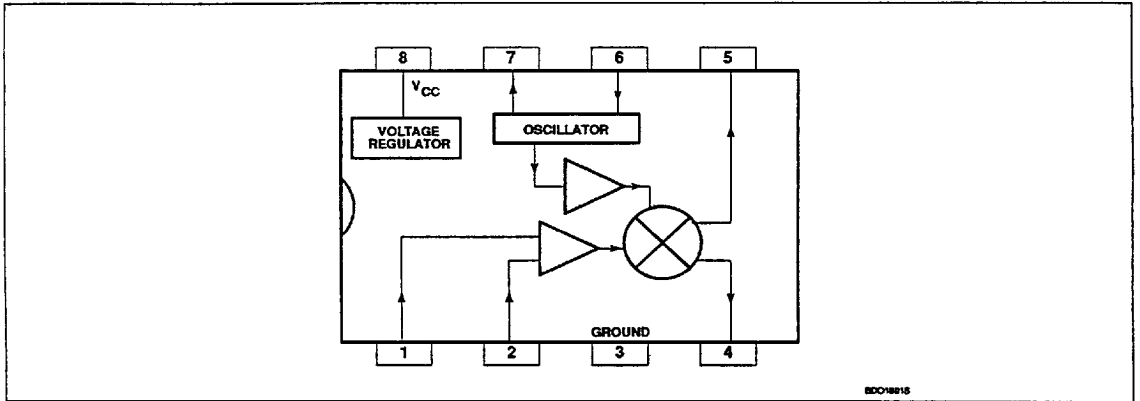 8 7 6 5
VCC
VOLTAGE
REGULATOR
OSCILLATOR
GROUND
1 2 3 4